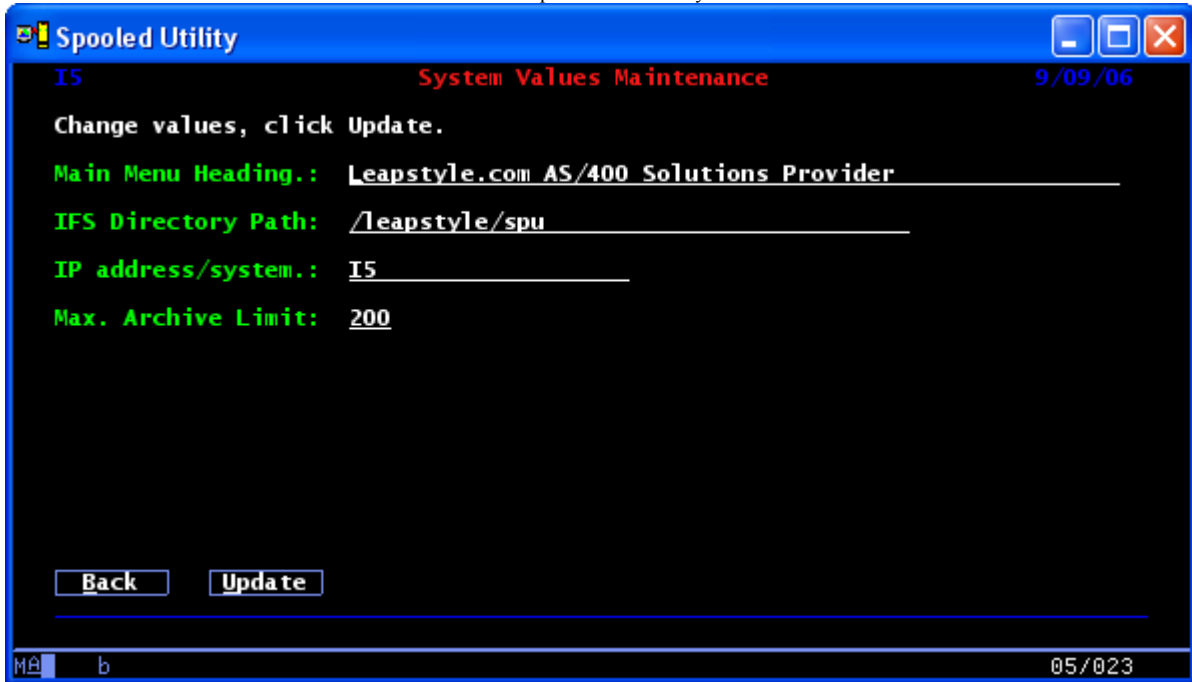 Spooled Utility
I5 System Values Maintenance 9/09/06
Change values, click Update.
Main Menu Heading.: Leapstyle.com AS/400 Solutions Provider
IFS Directory Path: /leapstyle/spu
IP address/system.: I5
Max. Archive Limit: 200
Back Update
MA b 05/023